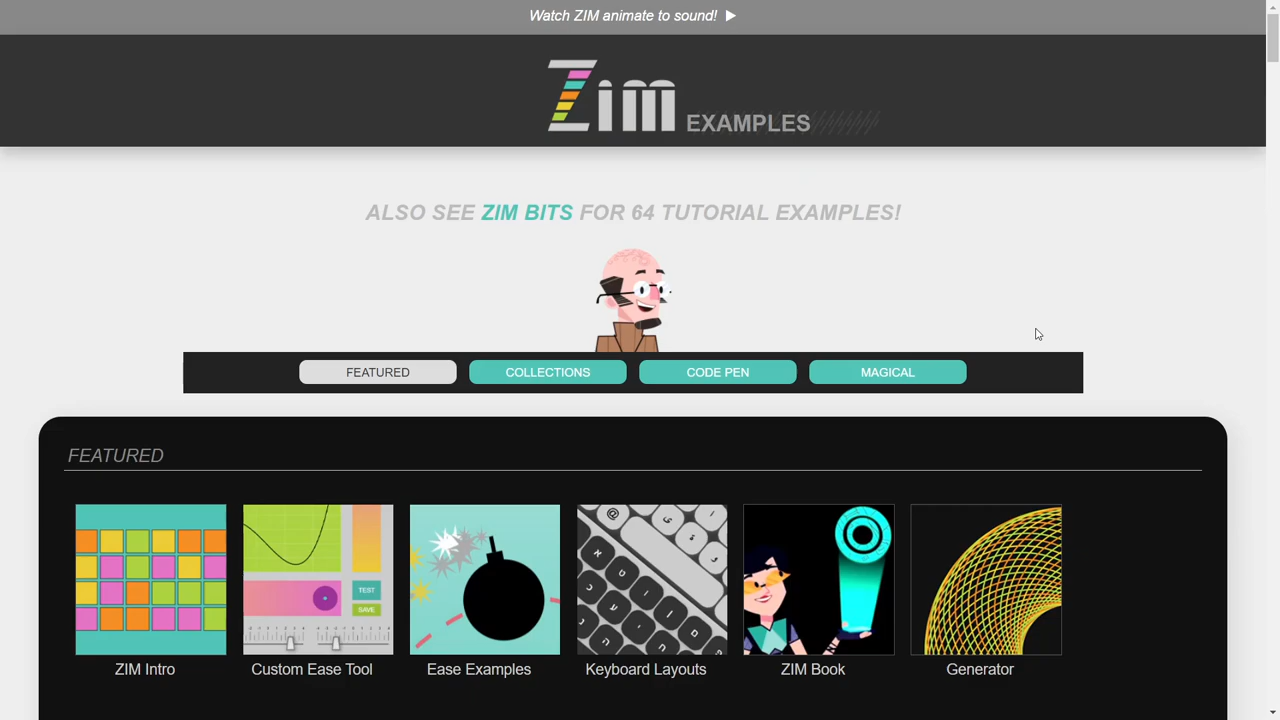 Watch ZIM animate to sound!
Zim EXAMPLES
ALSO SEE ZIM BITS FOR 64 TUTORIAL EXAMPLES!
FEATURED
COLLECTIONS
CODE PEN
MAGICAL
FEATURED
TEST
SAVE
ZIM Intro
Custom Ease Tool
Ease Examples
Keyboard Layouts
ZIM Book
Generator